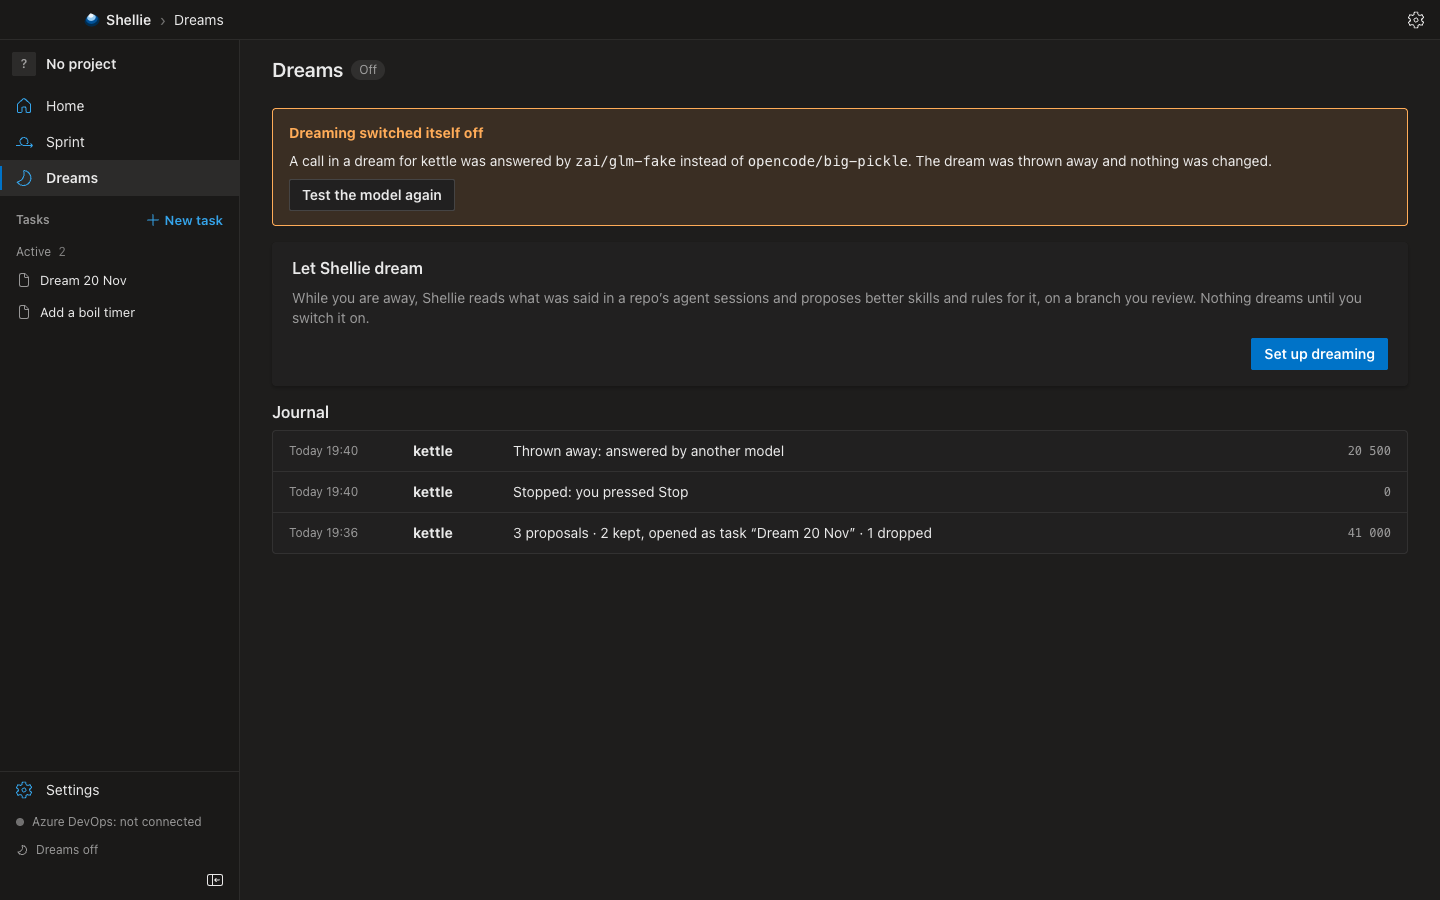 Shellie › Dreams
? No project
Home
Sprint
Dreams
Tasks + New task
Active 2
Dream 20 Nov
Add a boil timer
Settings
Azure DevOps: not connected
Dreams off
Dreams Off
Dreaming switched itself off
A call in a dream for kettle was answered by zai/glm-fake instead of opencode/big-pickle. The dream was thrown away and nothing was changed.
Test the model again
Let Shellie dream
While you are away, Shellie reads what was said in a repo's agent sessions and proposes better skills and rules for it, on a branch you review. Nothing dreams until you
switch it on.
Set up dreaming
Journal
Today 19:40 kettle Thrown away: answered by another model 20 500
Today 19:40 kettle Stopped: you pressed Stop 0
Today 19:36 kettle 3 proposals · 2 kept, opened as task “Dream 20 Nov” · 1 dropped 41 000